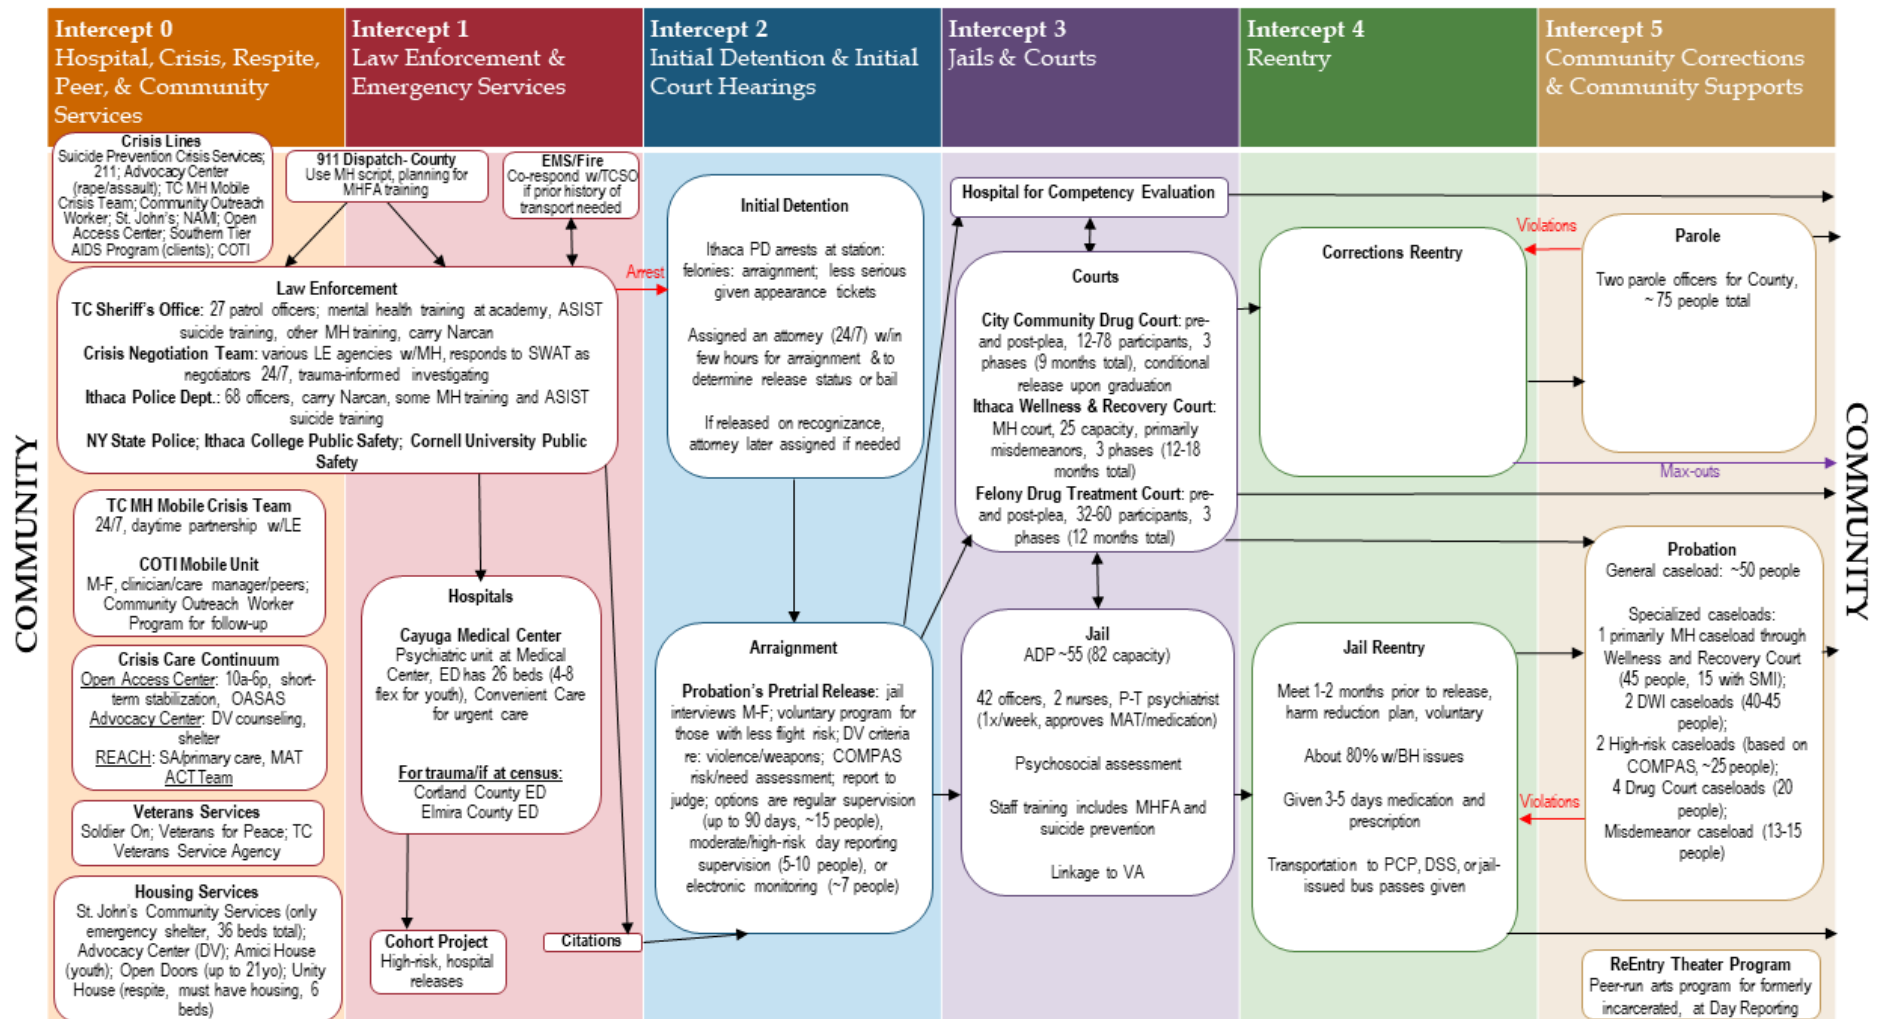 Intercept 0
Hospital, Crisis, Respite,
Peer, & Community
Services
Intercept 1
Law Enforcement &
Emergency Services
Intercept 2
Initial Detention & Initial
Court Hearings
Intercept 3
Jails & Courts
Intercept 4
Reentry
Intercept 5
Community Corrections
& Community Supports
COMMUNITY
Crisis Lines
Suicide Prevention Crisis Services;
211; Advocacy Center
(rape/assault); TC MH Mobile
Crisis Team; Community Outreach
Worker; St. John's; NAMI; Open
Access Center; Southern Tier
AIDS Program (clients); COTI
911 Dispatch- County
Use MH script, planning for
MHFA training
EMS/Fire
Co-respond w/TCSO
if prior history of
transport needed
Law Enforcement
TC Sheriff's Office: 27 patrol officers; mental health training at academy, ASIST
suicide training, other MH training, carry Narcan
Crisis Negotiation Team: various LE agencies w/MH, responds to SWAT as
negotiators 24/7, trauma-informed investigating
Ithaca Police Dept.: 68 officers, carry Narcan, some MH training and ASIST
suicide training
NY State Police; Ithaca College Public Safety; Cornell University Public
Safety
Arrest
TC MH Mobile Crisis Team
24/7, daytime partnership w/LE
COTI Mobile Unit
M-F, clinician/care manager/peers;
Community Outreach Worker
Program for follow-up
Crisis Care Continuum
Open Access Center: 10a-6p, short-
term stabilization, OASAS
Advocacy Center: DV counseling,
shelter
REACH: SA/primary care, MAT
ACT Team
Veterans Services
Soldier On; Veterans for Peace; TC
Veterans Service Agency
Housing Services
St. John's Community Services (only
emergency shelter, 36 beds total);
Advocacy Center (DV); Amici House
(youth); Open Doors (up to 21yo); Unity
House (respite, must have housing, 6
beds)
Hospitals
Cayuga Medical Center
Psychiatric unit at Medical
Center, ED has 26 beds (4-8
flex for youth), Convenient Care
for urgent care
For trauma/if at census:
Cortland County ED
Elmira County ED
Cohort Project
High-risk, hospital
releases
Citations
Initial Detention
Ithaca PD arrests at station:
felonies: arraignment; less serious
given appearance tickets
Assigned an attorney (24/7) w/in
few hours for arraignment & to
determine release status or bail
If released on recognizance,
attorney later assigned if needed
Arraignment
Probation's Pretrial Release: jail
interviews M-F; voluntary program for
those with less flight risk; DV criteria
re: violence/weapons; COMPAS
risk/need assessment; report to
judge; options are regular supervision
(up to 90 days, ~15 people),
moderate/high-risk day reporting
supervision (5-10 people), or
electronic monitoring (~7 people)
Hospital for Competency Evaluation
Courts
City Community Drug Court: pre-
and post-plea, 12-78 participants, 3
phases (9 months total), conditional
release upon graduation
Ithaca Wellness & Recovery Court:
MH court, 25 capacity, primarily
misdemeanors, 3 phases (12-18
months total)
Felony Drug Treatment Court: pre-
and post-plea, 32-60 participants, 3
phases (12 months total)
Jail
ADP ~55 (82 capacity)
42 officers, 2 nurses, P-T psychiatrist
(1x/week, approves MAT/medication)
Psychosocial assessment
Staff training includes MHFA and
suicide prevention
Linkage to VA
Corrections Reentry
Violations
Max-outs
Jail Reentry
Meet 1-2 months prior to release,
harm reduction plan, voluntary
About 80% w/BH issues
Given 3-5 days medication and
prescription
Transportation to PCP, DSS, or jail-
issued bus passes given
Violations
Parole
Two parole officers for County,
~ 75 people total
Probation
General caseload: ~50 people
Specialized caseloads:
1 primarily MH caseload through
Wellness and Recovery Court
(45 people, 15 with SMI);
2 DWI caseloads (40-45
people);
2 High-risk caseloads (based on
COMPAS, ~25 people);
4 Drug Court caseloads (20
people);
Misdemeanor caseload (13-15
people)
ReEntry Theater Program
Peer-run arts program for formerly
incarcerated, at Day Reporting
COMMUNITY